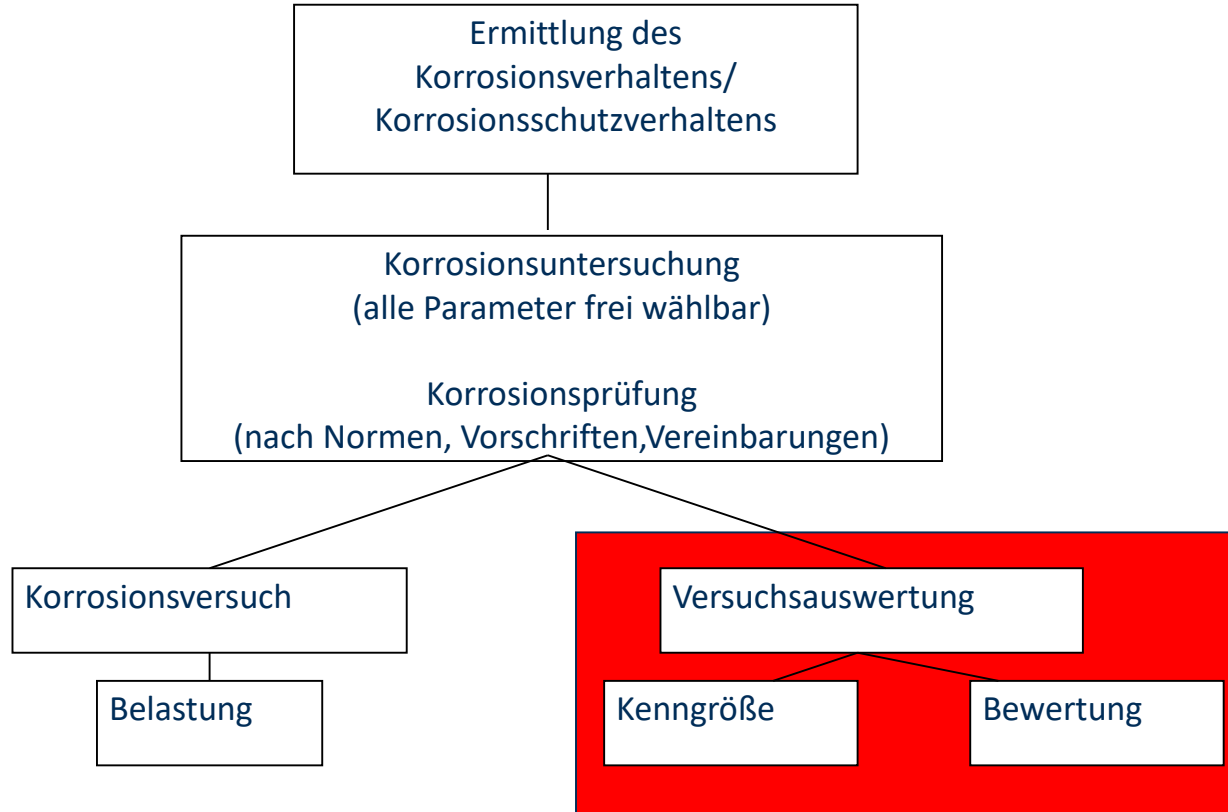 Ermittlung des
Korrosionsverhaltens/
Korrosionsschutzverhaltens
Korrosionsuntersuchung
(alle Parameter frei wählbar)
Korrosionsprüfung
(nach Normen, Vorschriften,Vereinbarungen)
Korrosionsversuch
Versuchsauswertung
Belastung
Kenngröße
Bewertung